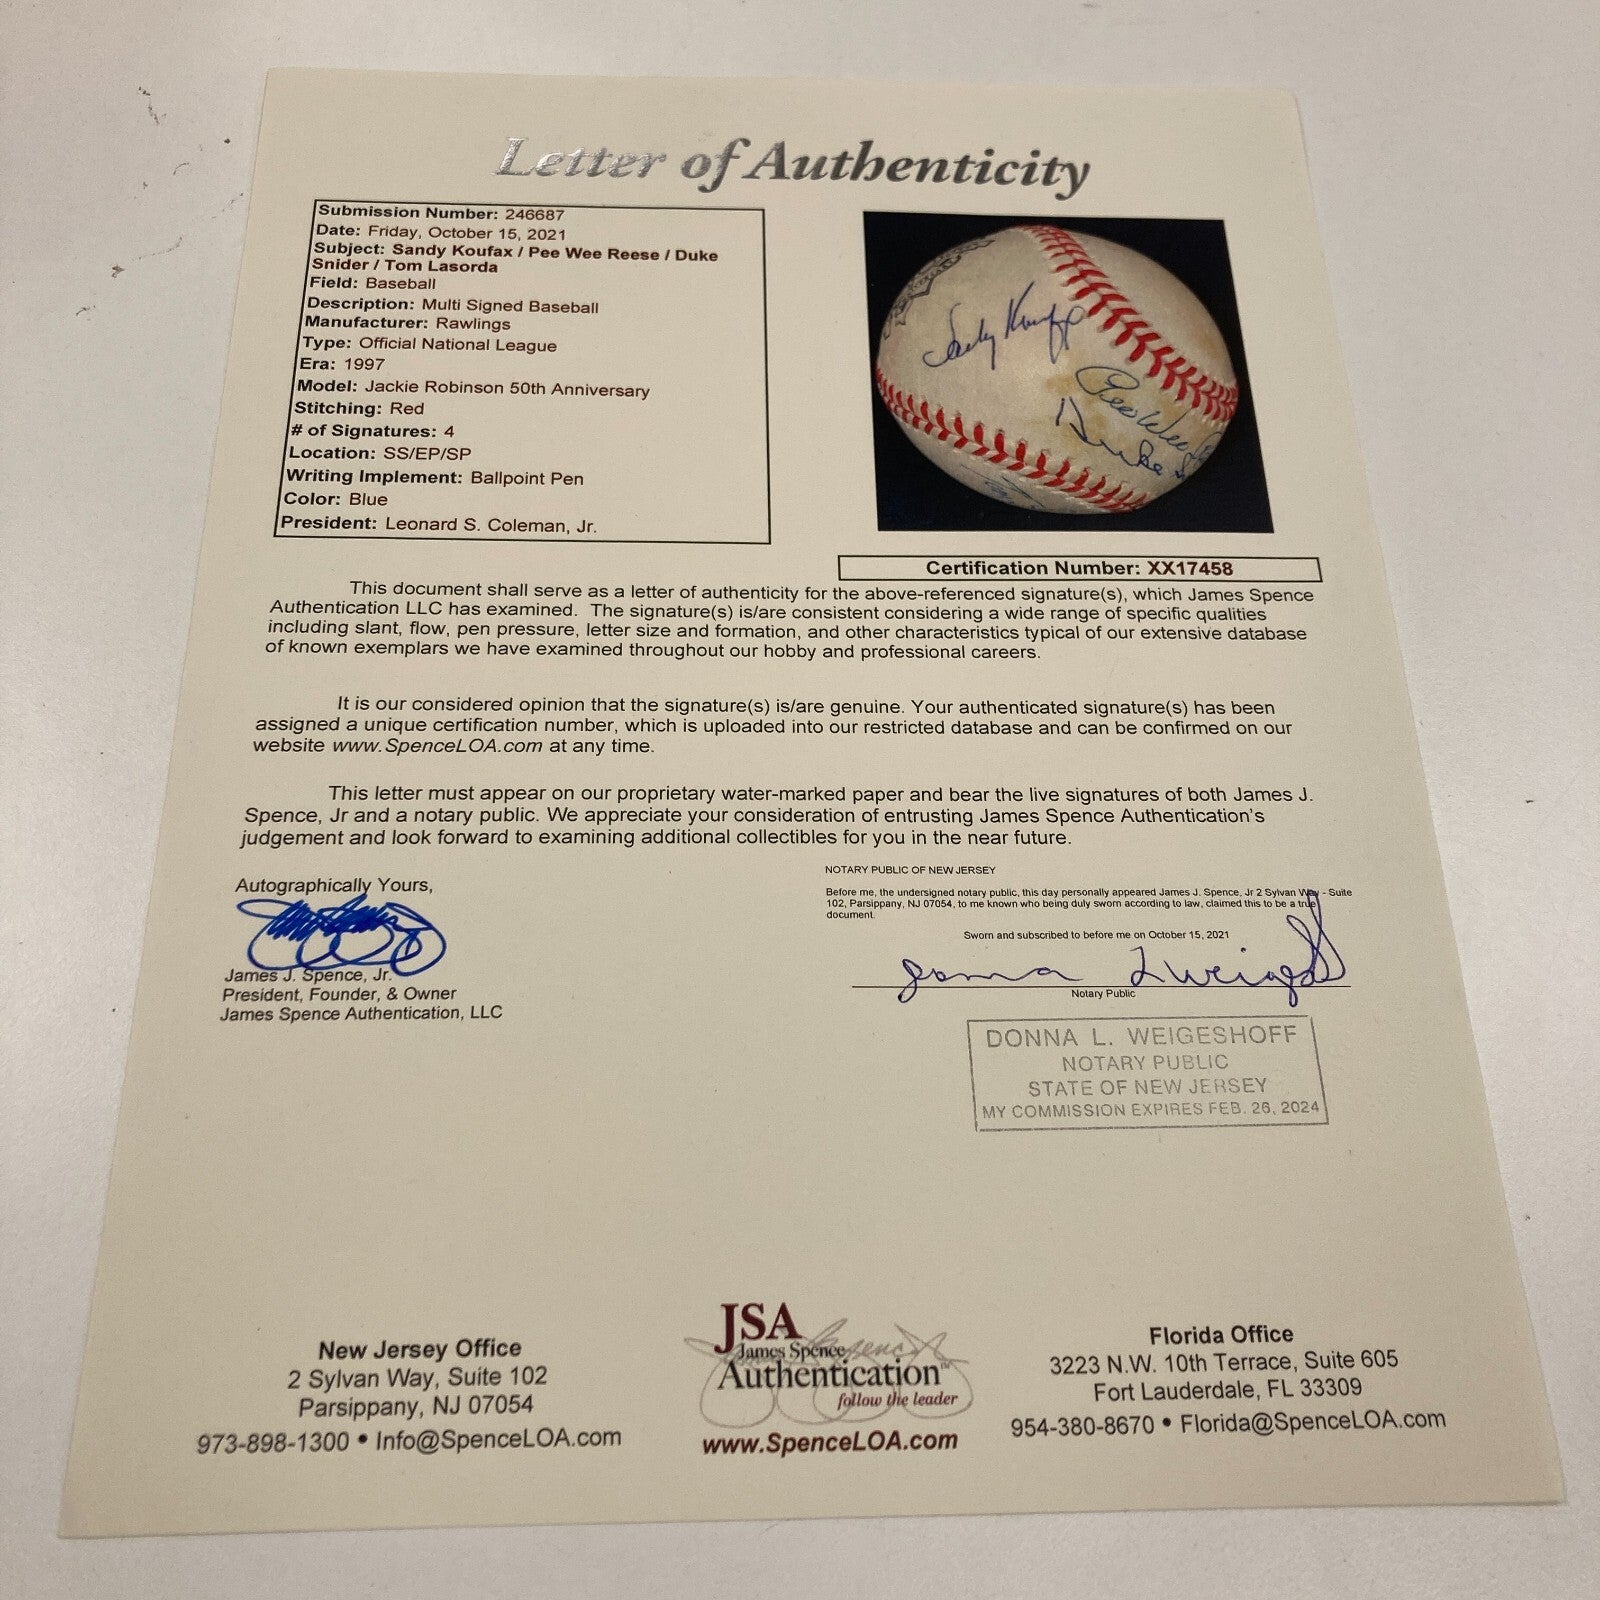 Letter of Authenticity
Submission Number: 246687
Date: Friday, October 15, 2021
Subject: Sandy Koufax / Pee Wee Reese / Duke
Snider / Tom Lasorda
Field: Baseball
Description: Multi Signed Baseball
Manufacturer: Rawlings
Type: Official National League
Era: 1997
Model: Jackie Robinson 50th Anniversary
Stitching: Red
# of Signatures: 4
Location: SS/EP/SP
Writing Implement: Ballpoint Pen
Color: Blue
President: Leonard S. Coleman, Jr.
Sandy Koufax
Pee Wee
Duke
Certification Number: XX17458
This document shall serve as a letter of authenticity for the above-referenced signature(s), which James Spence
Authentication LLC has examined. The signature(s) is/are consistent considering a wide range of specific qualities
including slant, flow, pen pressure, letter size and formation, and other characteristics typical of our extensive database
of known exemplars we have examined throughout our hobby and professional careers.
It is our considered opinion that the signature(s) is/are genuine. Your authenticated signature(s) has been
assigned a unique certification number, which is uploaded into our restricted database and can be confirmed on our
website www.SpenceLOA.com at any time.
This letter must appear on our proprietary water-marked paper and bear the live signatures of both James J.
Spence, Jr and a notary public. We appreciate your consideration of entrusting James Spence Authentication's
judgement and look forward to examining additional collectibles for you in the near future.
Autographically Yours,
James J. Spence, Jr.
President, Founder, & Owner
James Spence Authentication, LLC
NOTARY PUBLIC OF NEW JERSEY
Before me, the undersigned notary public, this day personally appeared James J. Spence, Jr 2 Sylvan Way - Suite
102, Parsippany, NJ 07054, to me known who being duly sworn according to law, claimed this to be a true
document.
Sworn and subscribed to before me on October 15, 2021
Notary Public
DONNA L. WEIGESHOFF
NOTARY PUBLIC
STATE OF NEW JERSEY
MY COMMISSION EXPIRES FEB. 26, 2024
New Jersey Office
2 Sylvan Way, Suite 102
Parsippany, NJ 07054
973-898-1300 • Info@SpenceLOA.com
JSA
James Spence
Authentication™
follow the leader
www.SpenceLOA.com
Florida Office
3223 N.W. 10th Terrace, Suite 605
Fort Lauderdale, FL 33309
954-380-8670 • Florida@SpenceLOA.com